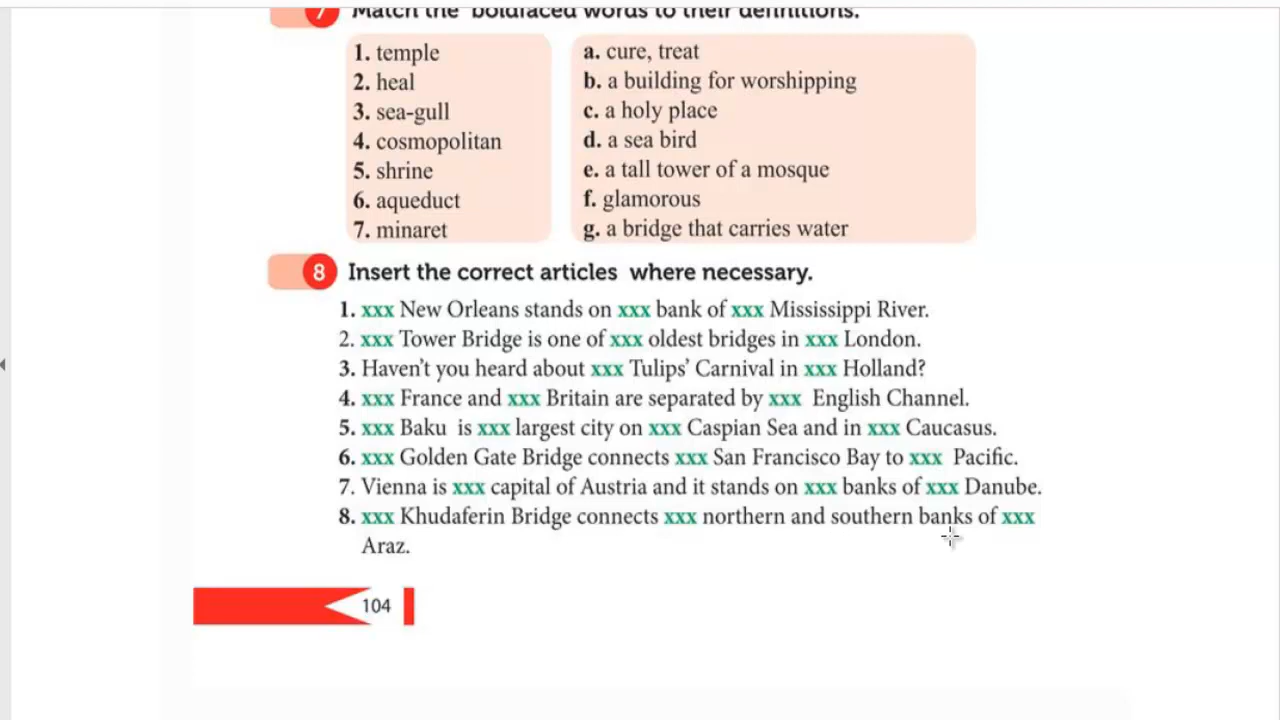 7 Match the boldfaced words to their definitions.
1. temple
2. heal
3. sea-gull
4. cosmopolitan
5. shrine
6. aqueduct
7. minaret
a. cure, treat
b. a building for worshipping
c. a holy place
d. a sea bird
e. a tall tower of a mosque
f. glamorous
g. a bridge that carries water
8 Insert the correct articles where necessary.
1. xxx New Orleans stands on xxx bank of xxx Mississippi River.
2. xxx Tower Bridge is one of xxx oldest bridges in xxx London.
3. Haven't you heard about xxx Tulips' Carnival in xxx Holland?
4. xxx France and xxx Britain are separated by xxx English Channel.
5. xxx Baku is xxx largest city on xxx Caspian Sea and in xxx Caucasus.
6. xxx Golden Gate Bridge connects xxx San Francisco Bay to xxx Pacific.
7. Vienna is xxx capital of Austria and it stands on xxx banks of xxx Danube.
8. xxx Khudaferin Bridge connects xxx northern and southern banks of xxx
Araz.
104